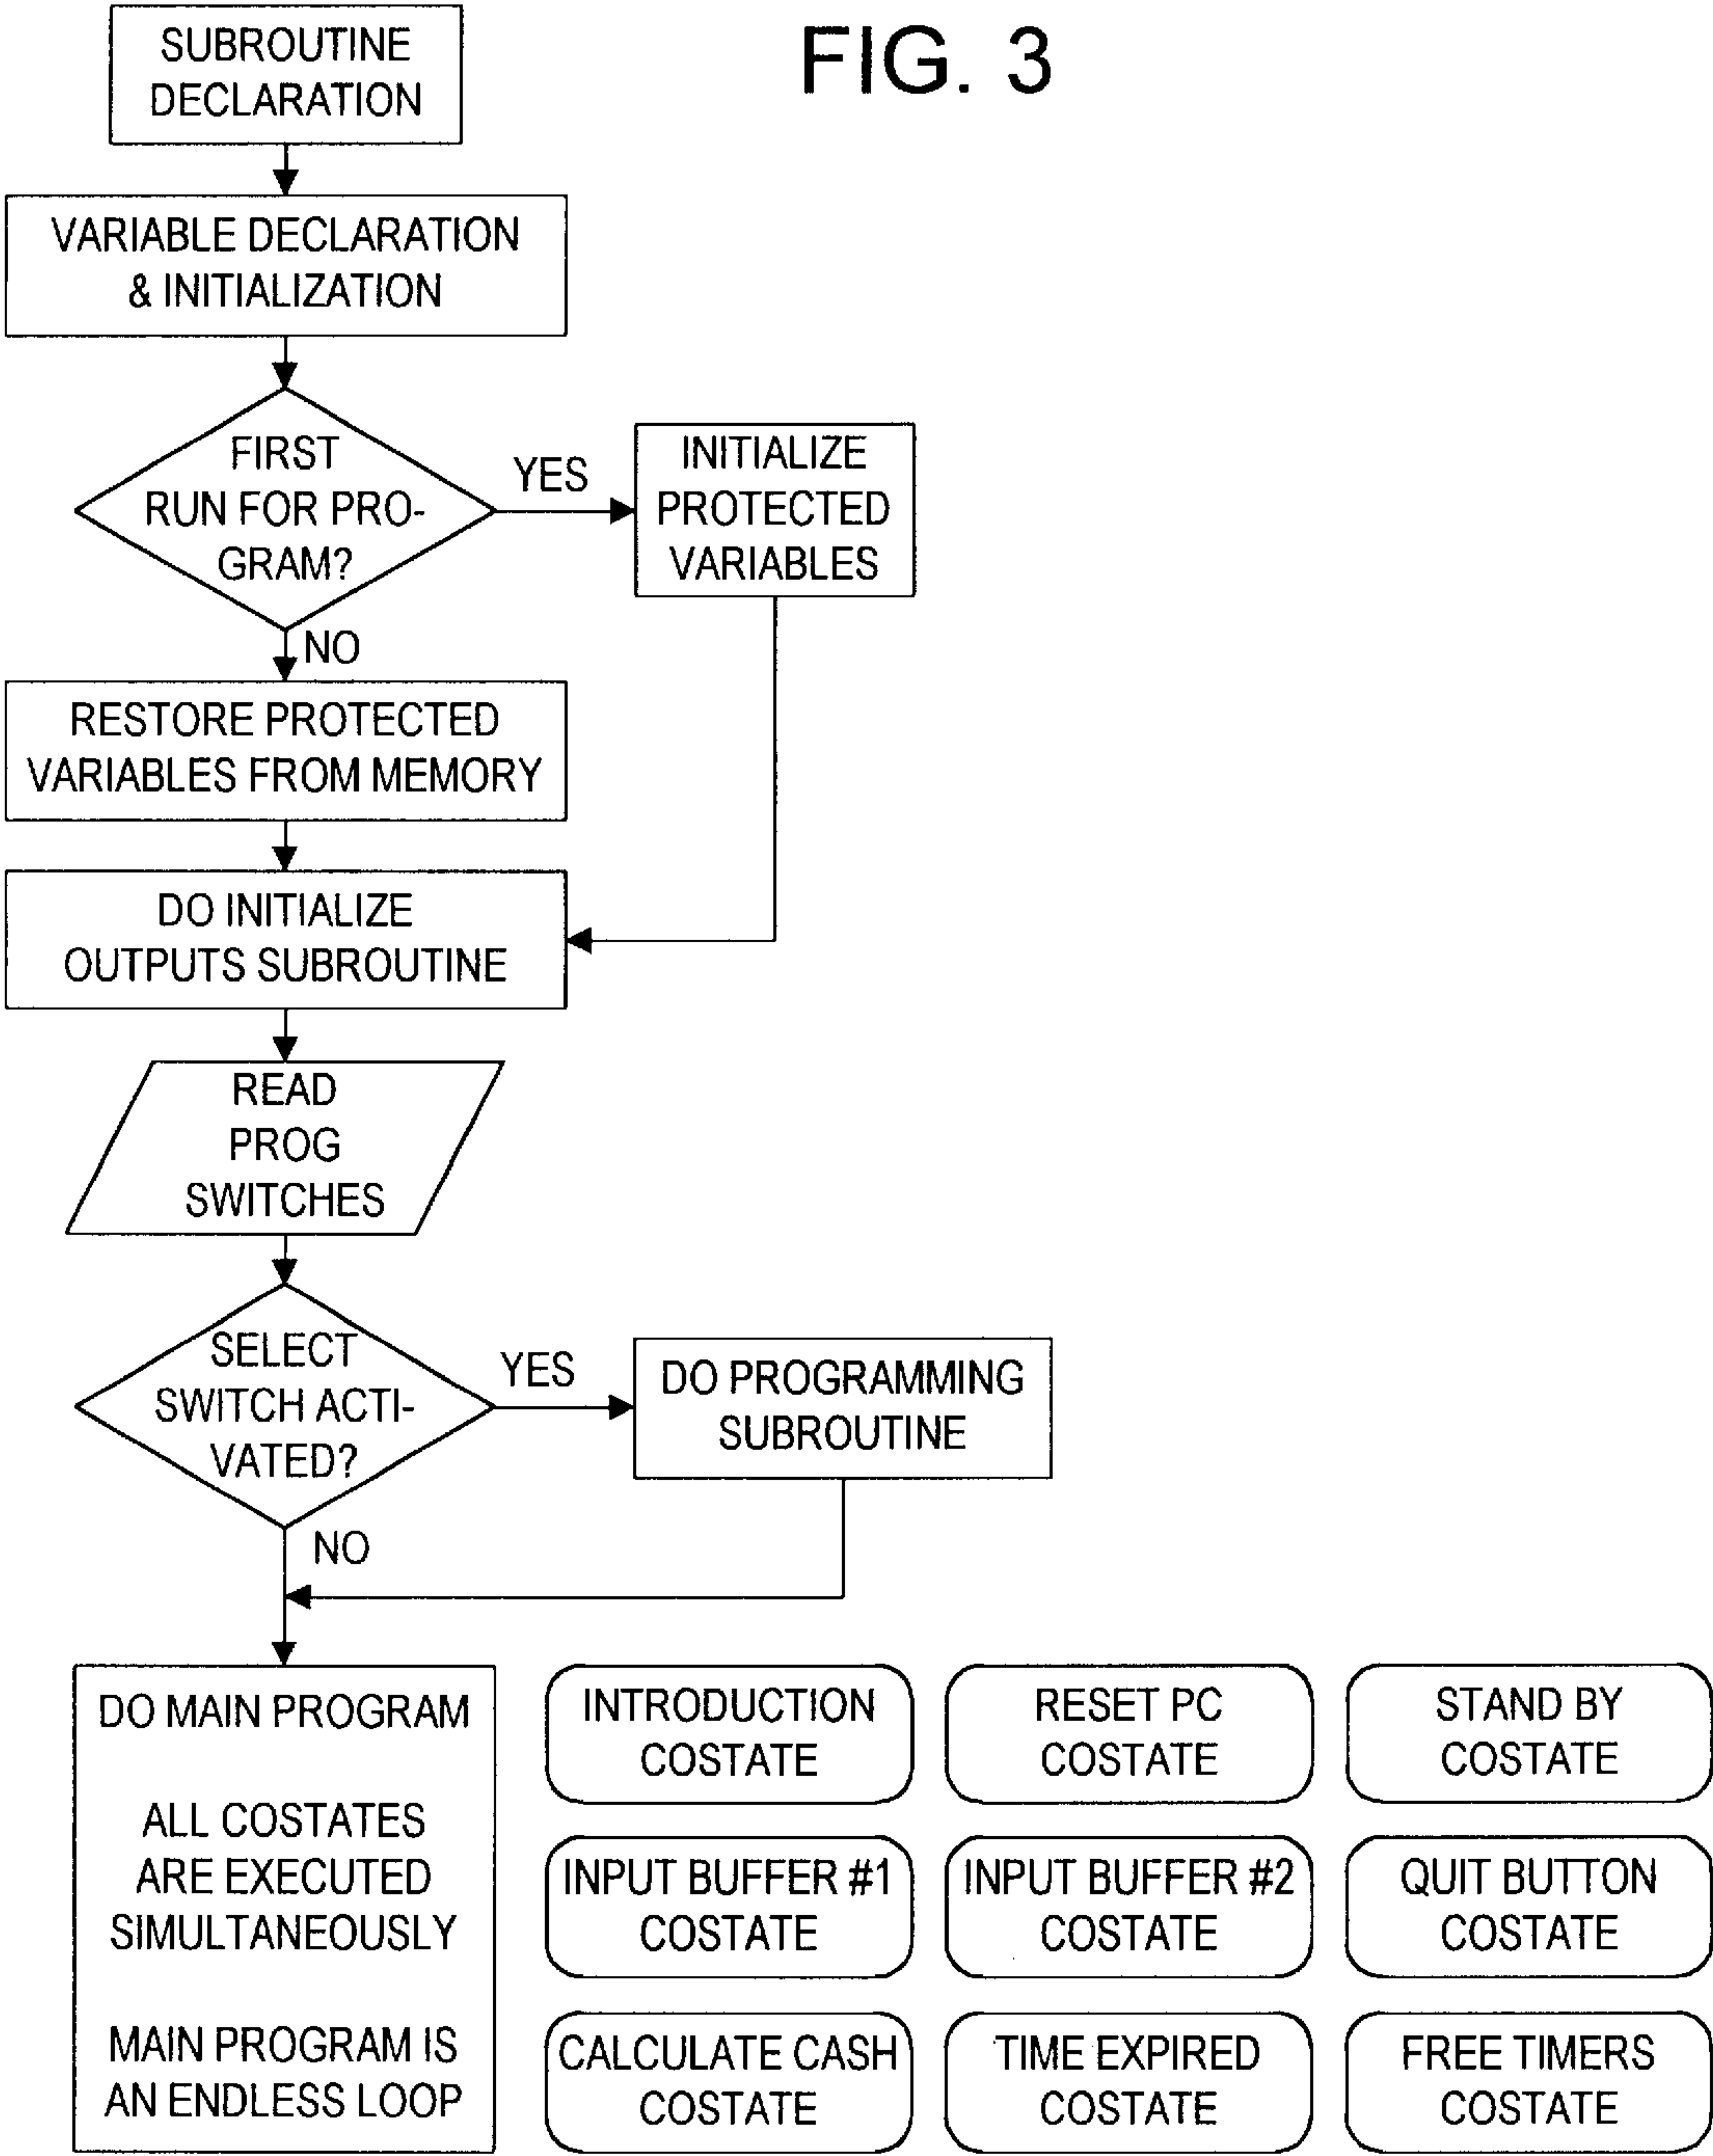 FIG. 3
SUBROUTINE
DECLARATION
VARIABLE DECLARATION
& INITIALIZATION
FIRST
RUN FOR PRO-
GRAM?
YES
INITIALIZE
PROTECTED
VARIABLES
NO
RESTORE PROTECTED
VARIABLES FROM MEMORY
DO INITIALIZE
OUTPUTS SUBROUTINE
READ
PROG
SWITCHES
SELECT
SWITCH ACTI-
VATED?
YES
DO PROGRAMMING
SUBROUTINE
NO
DO MAIN PROGRAM
ALL COSTATES
ARE EXECUTED
SIMULTANEOUSLY
MAIN PROGRAM IS
AN ENDLESS LOOP
INTRODUCTION
COSTATE
RESET PC
COSTATE
STAND BY
COSTATE
INPUT BUFFER #1
COSTATE
INPUT BUFFER #2
COSTATE
QUIT BUTTON
COSTATE
CALCULATE CASH
COSTATE
TIME EXPIRED
COSTATE
FREE TIMERS
COSTATE